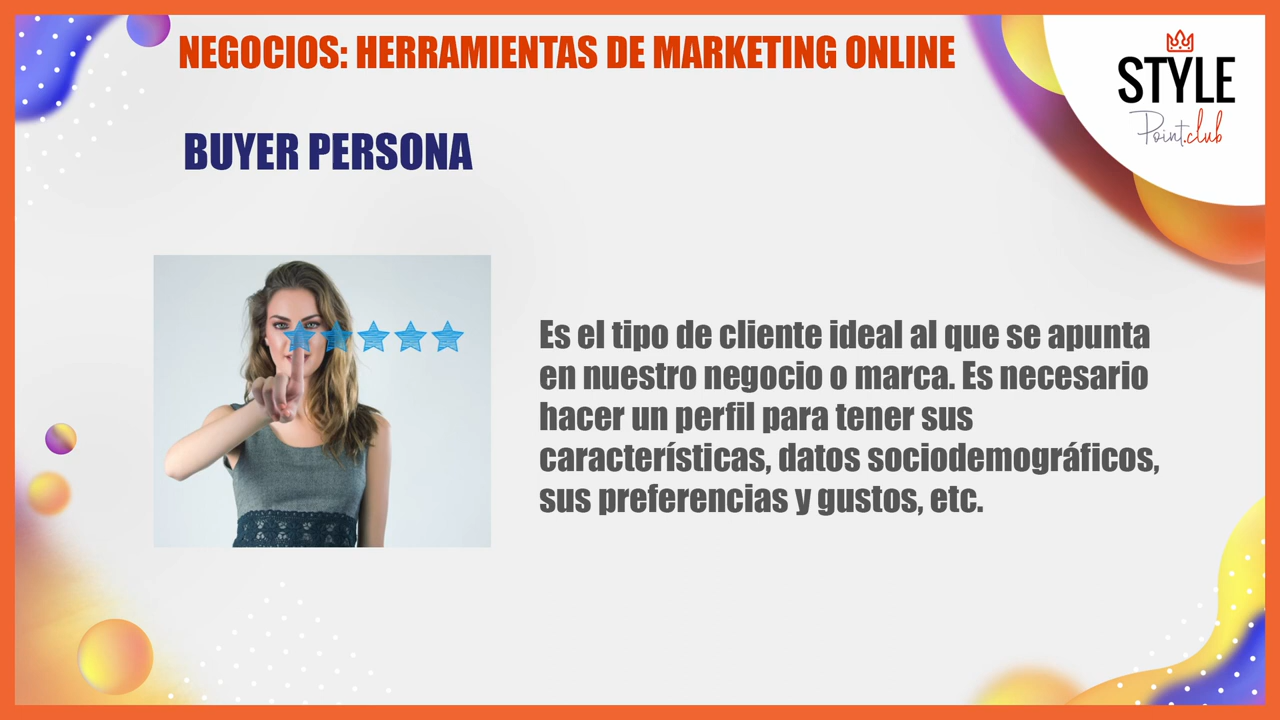 NEGOCIOS: HERRAMIENTAS DE MARKETING ONLINE
STYLE
Point.club
BUYER PERSONA
Es el tipo de cliente ideal al que se apunta
en nuestro negocio o marca. Es necesario
hacer un perfil para tener sus
características, datos sociodemográficos,
sus preferencias y gustos, etc.